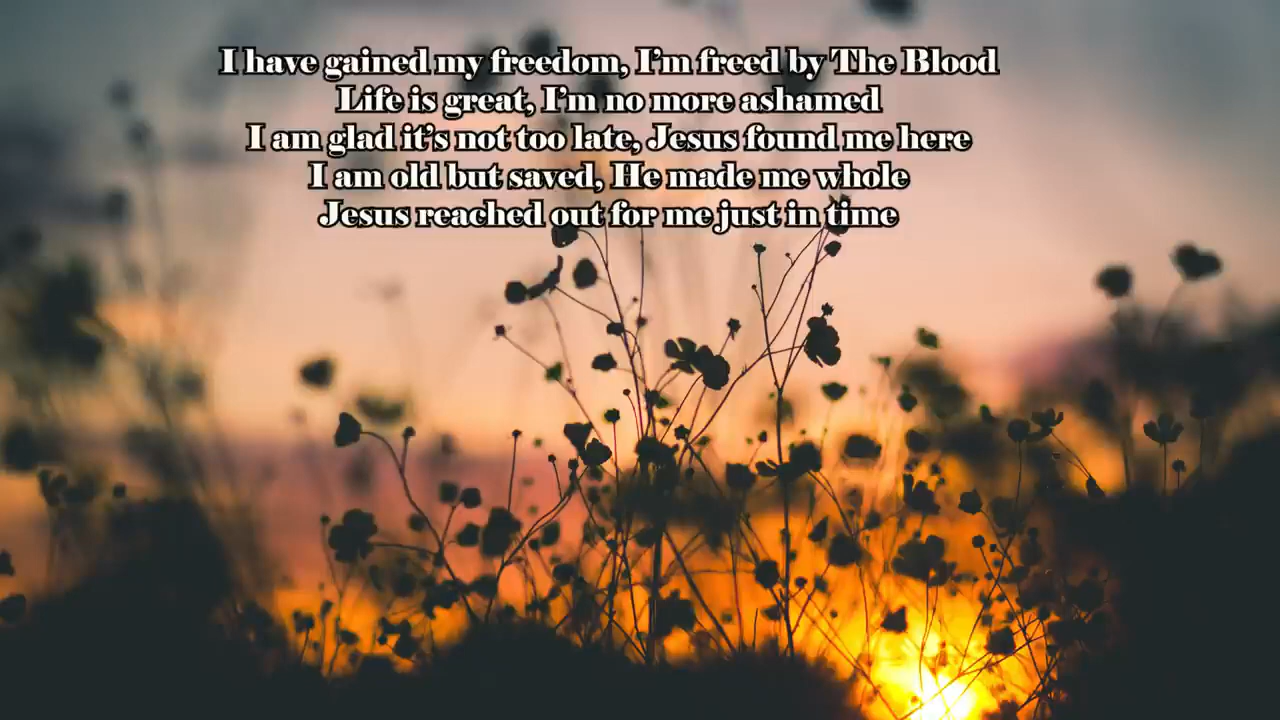 I have gained my freedom, I'm freed by The Blood
Life is great, I'm no more ashamed
I am glad it's not too late, Jesus found me here
I am old but saved, He made me whole
Jesus reached out for me just in time